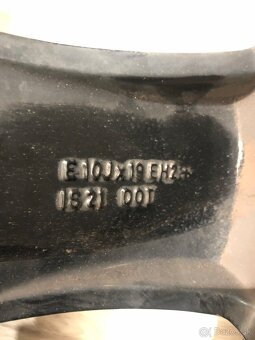 E 10Jx19 EH2+
IS 21 DOT